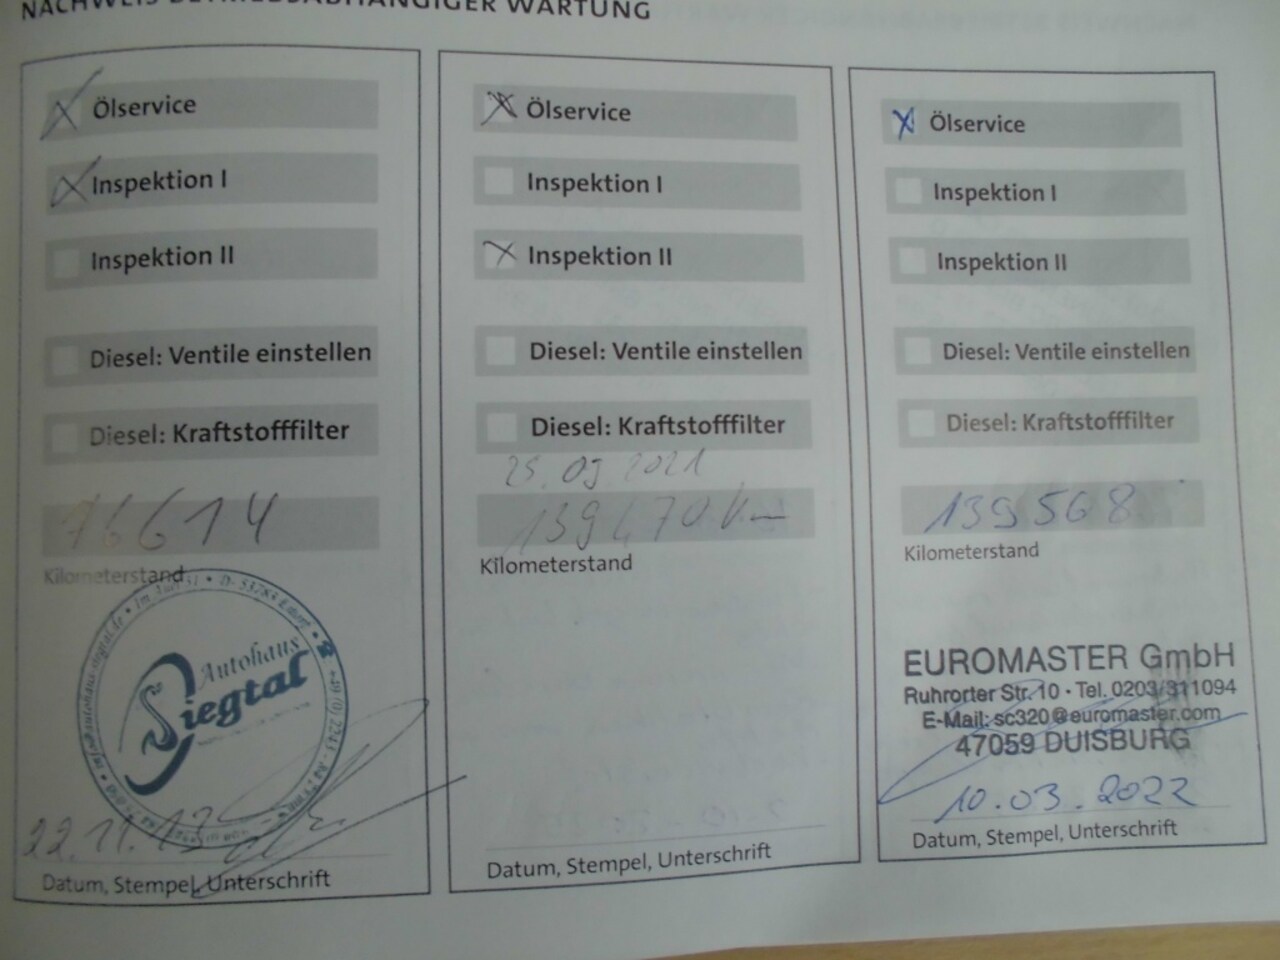 NACHWEIS BETRIEBSABHÄNGIGER WARTUNG
Ölservice
Inspektion I
Inspektion II
Diesel: Ventile einstellen
Diesel: Kraftstofffilter
76614
Kilometerstand
Autohaus
Siegtal
22.11.13
Datum, Stempel, Unterschrift
Ölservice
Inspektion I
Inspektion II
Diesel: Ventile einstellen
Diesel: Kraftstofffilter
25.09.2021
139470 km
Kilometerstand
Datum, Stempel, Unterschrift
Ölservice
Inspektion I
Inspektion II
Diesel: Ventile einstellen
Diesel: Kraftstofffilter
139568
Kilometerstand
EUROMASTER GmbH
Ruhrorter Str. 10 · Tel. 0203/311094
E-Mail: sc320@euromaster.com
47059 DUISBURG
10.03.2022
Datum, Stempel, Unterschrift